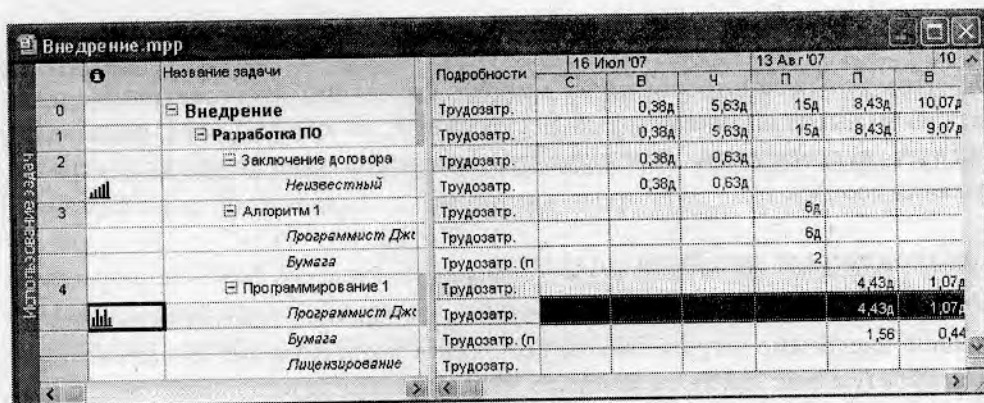 Внедрение.mpp
Название задачи Подробности 16 Июл '07 13 Авг '07 10
С В Ч П П В
0 Внедрение Трудозатр. 0,38д 5,63д 15д 8,43д 10,07д
1 Разработка ПО Трудозатр. 0,38д 5,63д 15д 8,43д 9,07д
2 Заключение договора Трудозатр. 0,38д 0,63д
Неизвестный Трудозатр. 0,38д 0,63д
3 Алгоритм 1 Трудозатр. 6д
Программист Джо Трудозатр. 6д
Бумага Трудозатр. (п 2
4 Программирование 1 Трудозатр. 4,43д 1,07д
Программист Джо Трудозатр. 4,43д 1,07д
Бумага Трудозатр. (п 1,56 0,44
Лицензирование Трудозатр.
Использование задач